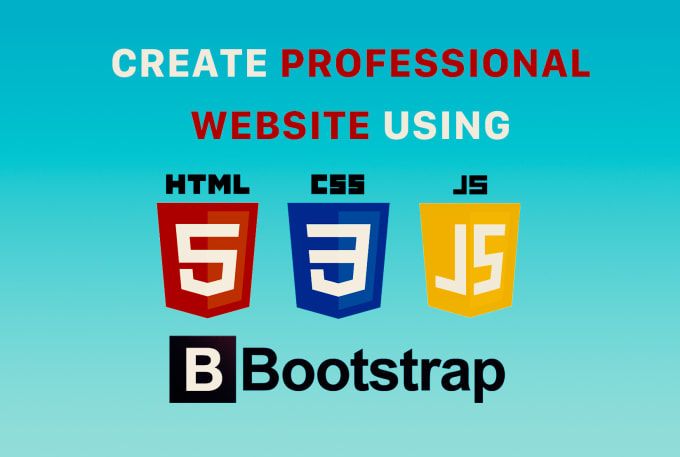 CREATE PROFESSIONAL
WEBSITE USING
HTML CSS JS
5 3 JS
B Bootstrap